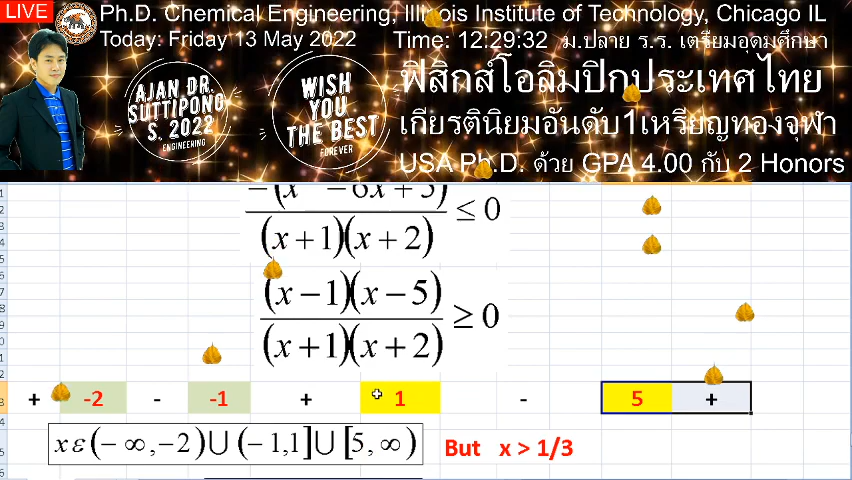 LIVE
Ph.D. Chemical Engineering, Illinois Institute of Technology, Chicago IL
Today: Friday 13 May 2022 Time: 12:29:32 ม.ปลาย ร.ร. เตรียมอุดมศึกษา
AJAN DR.
SUTTIPONG
S. 2022
ENGINEERING
WISH
YOU
THE BEST
FOREVER
ฟิสิกส์โอลิมปิกประเทศไทย
เกียรตินิยมอันดับ1เหรียญทองจุฬา
USA Ph.D. ด้วย GPA 4.00 กับ 2 Honors
−(x −6x+5)
(x+1)(x+2) ≤ 0
(x−1)(x−5)
(x+1)(x+2) ≥ 0
+ -2 - -1 + 1 - 5 +
x ε (− ∞,−2)∪(−1,1]∪[5,∞) But x > 1/3